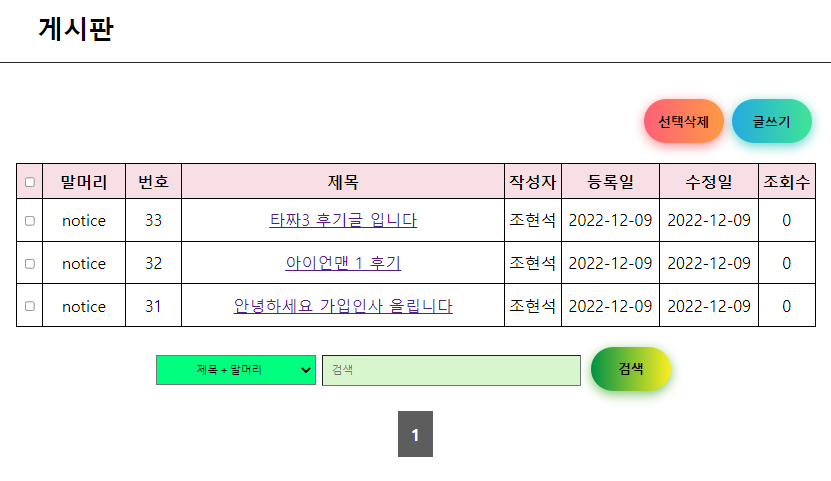 게시판
선택삭제 글쓰기
말머리 번호 제목 작성자 등록일 수정일 조회수
notice 33 타짜3 후기글 입니다 조현석 2022-12-09 2022-12-09 0
notice 32 아이언맨 1 후기 조현석 2022-12-09 2022-12-09 0
notice 31 안녕하세요 가입인사 올립니다 조현석 2022-12-09 2022-12-09 0
제목 + 말머리 검색 검색
1